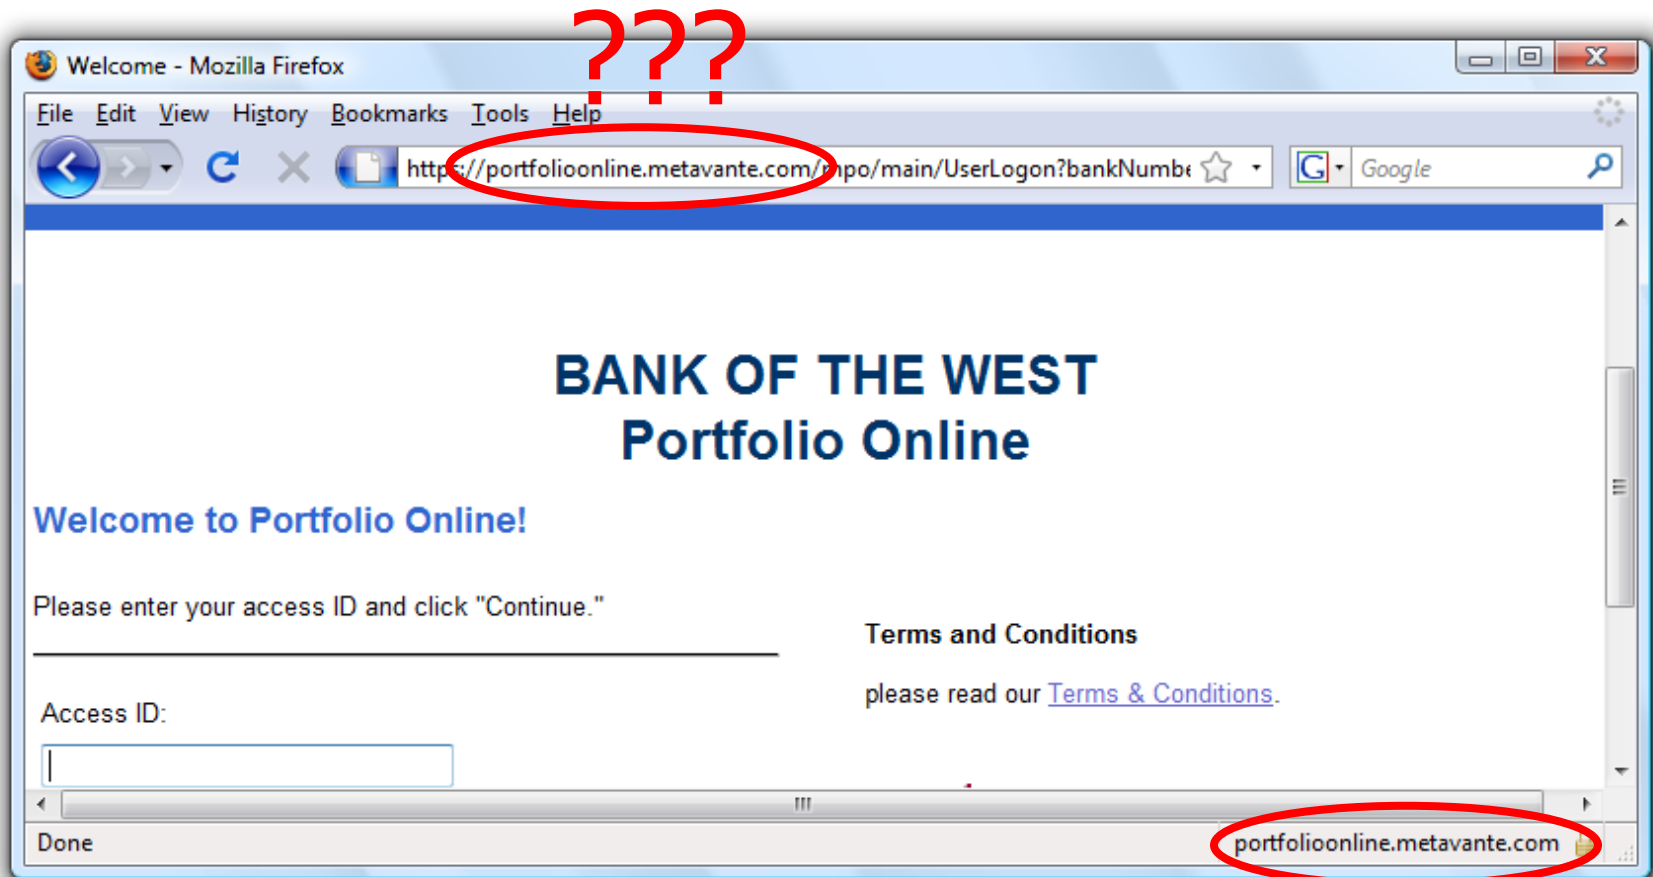 ???
Welcome - Mozilla Firefox
File Edit View History Bookmarks Tools Help
https://portfolioonline.metavante.com/mpo/main/UserLogon?bankNumbe
G Google
BANK OF THE WEST
Portfolio Online
Welcome to Portfolio Online!
Please enter your access ID and click "Continue."
Terms and Conditions
please read our Terms & Conditions.
Access ID:
Done portfolioonline.metavante.com